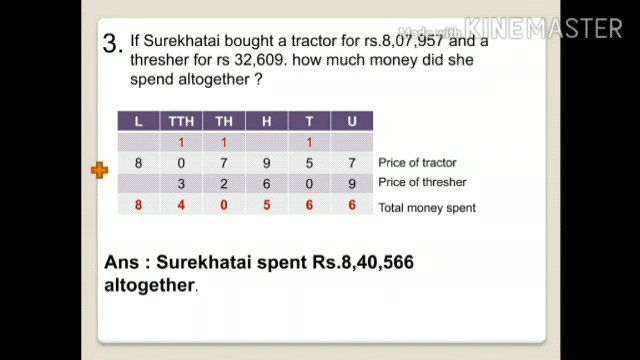 Made with KINEMASTER
3. If Surekhatai bought a tractor for rs.8,07,957 and a
thresher for rs 32,609. how much money did she
spend altogether ?
L TTH TH H T U
1 1 1
8 0 7 9 5 7 Price of tractor
3 2 6 0 9 Price of thresher
8 4 0 5 6 6 Total money spent
Ans : Surekhatai spent Rs.8,40,566
altogether.